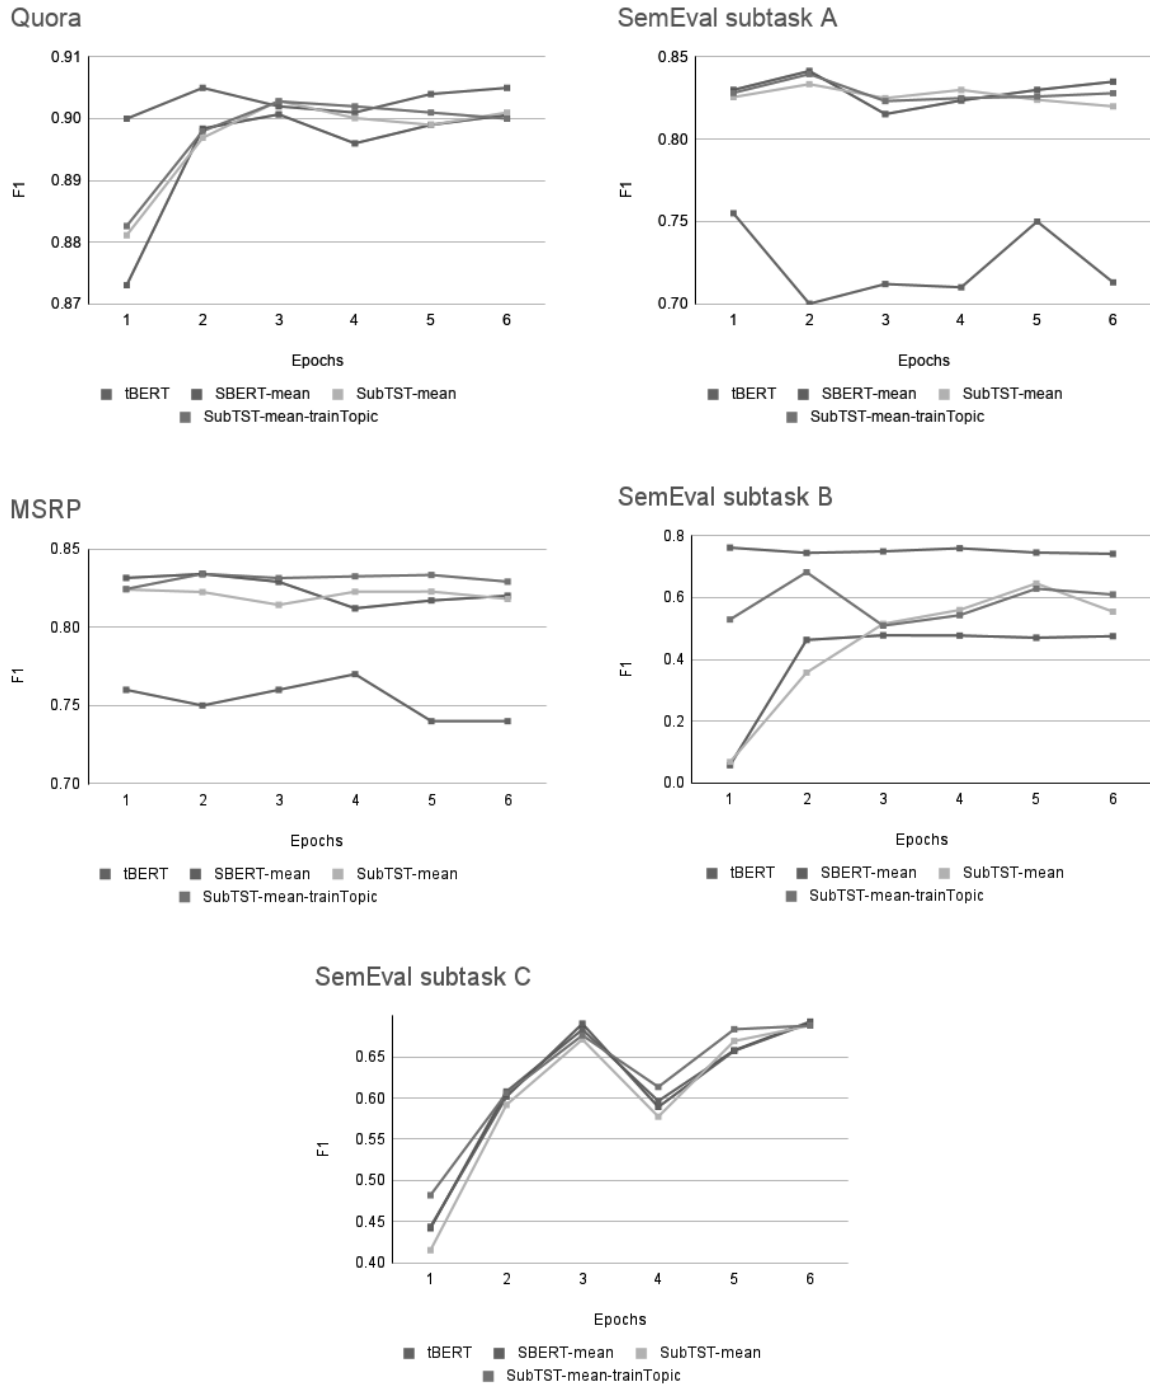 Quora
0.91
0.90
0.89
0.88
0.87
F1
1 2 3 4 5 6
Epochs
tBERT SBERT-mean SubTST-mean
SubTST-mean-trainTopic
SemEval subtask A
0.85
0.80
0.75
0.70
F1
1 2 3 4 5 6
Epochs
tBERT SBERT-mean SubTST-mean
SubTST-mean-trainTopic
MSRP
0.85
0.80
0.75
0.70
F1
1 2 3 4 5 6
Epochs
tBERT SBERT-mean SubTST-mean
SubTST-mean-trainTopic
SemEval subtask B
0.8
0.6
0.4
0.2
0.0
F1
1 2 3 4 5 6
Epochs
tBERT SBERT-mean SubTST-mean
SubTST-mean-trainTopic
SemEval subtask C
0.65
0.60
0.55
0.50
0.45
0.40
F1
1 2 3 4 5 6
Epochs
tBERT SBERT-mean SubTST-mean
SubTST-mean-trainTopic